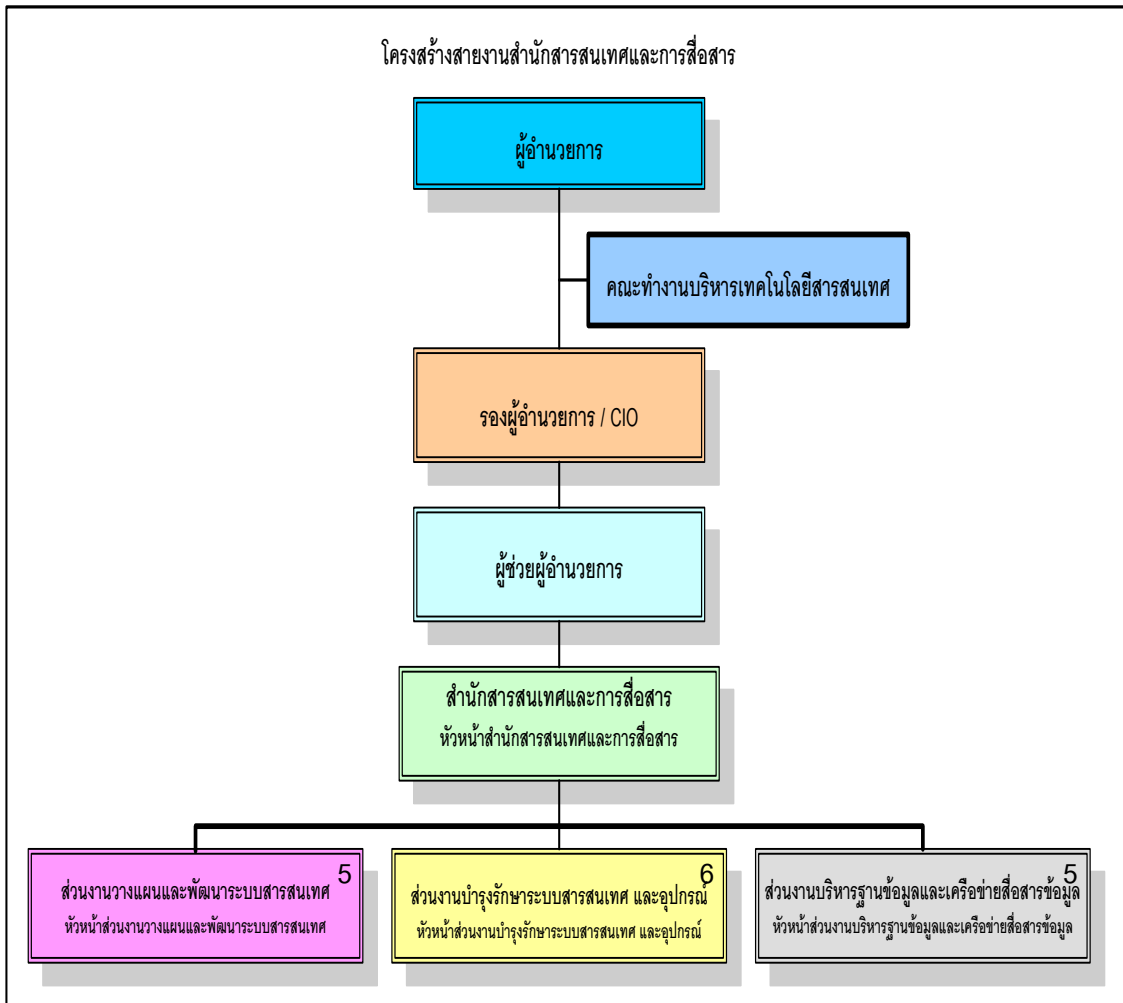 โครงสร้างสายงานสำนักสารสนเทศและการสื่อสาร
ผู้อำนวยการ
คณะทำงานบริหารเทคโนโลยีสารสนเทศ
รองผู้อำนวยการ / CIO
ผู้ช่วยผู้อำนวยการ
สำนักสารสนเทศและการสื่อสาร
หัวหน้าสำนักสารสนเทศและการสื่อสาร
5
ส่วนงานวางแผนและพัฒนาระบบสารสนเทศ
หัวหน้าส่วนงานวางแผนและพัฒนาระบบสารสนเทศ
6
ส่วนงานบำรุงรักษาระบบสารสนเทศ และอุปกรณ์
หัวหน้าส่วนงานบำรุงรักษาระบบสารสนเทศ และอุปกรณ์
5
ส่วนงานบริหารฐานข้อมูลและเครือข่ายสื่อสารข้อมูล
หัวหน้าส่วนงานบริหารฐานข้อมูลและเครือข่ายสื่อสารข้อมูล